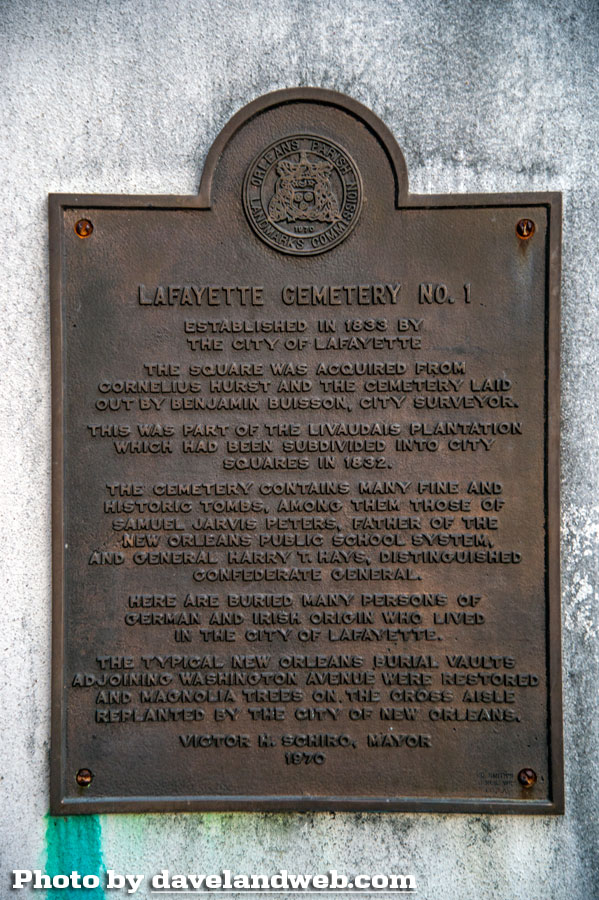 ORLEANS PARISH
LANDMARKS COMMISSION
1970
LAFAYETTE CEMETERY NO. 1
ESTABLISHED IN 1833 BY
THE CITY OF LAFAYETTE
THE SQUARE WAS ACQUIRED FROM
CORNELIUS HURST AND THE CEMETERY LAID
OUT BY BENJAMIN BUISSON, CITY SURVEYOR.
THIS WAS PART OF THE LIVAUDAIS PLANTATION
WHICH HAD BEEN SUBDIVIDED INTO CITY
SQUARES IN 1832.
THE CEMETERY CONTAINS MANY FINE AND
HISTORIC TOMBS, AMONG THEM THOSE OF
SAMUEL JARVIS PETERS, FATHER OF THE
NEW ORLEANS PUBLIC SCHOOL SYSTEM,
AND GENERAL HARRY T. HAYS, DISTINGUISHED
CONFEDERATE GENERAL.
HERE ARE BURIED MANY PERSONS OF
GERMAN AND IRISH ORIGIN WHO LIVED
IN THE CITY OF LAFAYETTE.
THE TYPICAL NEW ORLEANS BURIAL VAULTS
ADJOINING WASHINGTON AVENUE WERE RESTORED
AND MAGNOLIA TREES ON THE CROSS AISLE
REPLANTED BY THE CITY OF NEW ORLEANS.
VICTOR H. SCHIRO, MAYOR
1970
Photo by davelandweb.com